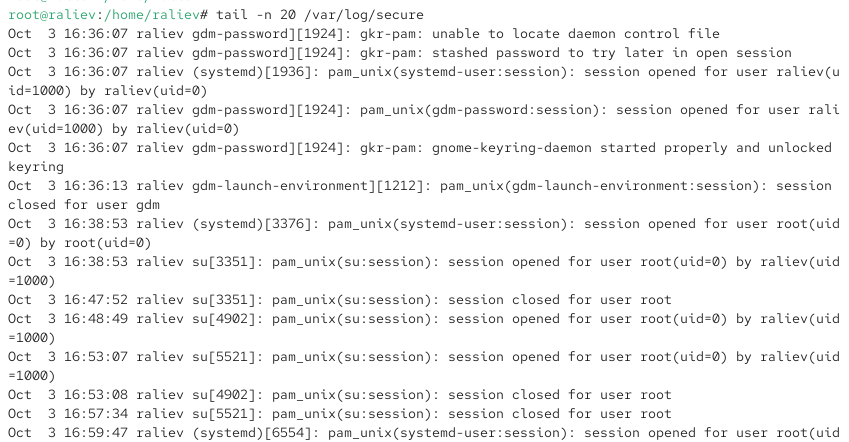 root@raliev:/home/raliev# tail -n 20 /var/log/secure
Oct  3 16:36:07 raliev gdm-password][1924]: gkr-pam: unable to locate daemon control file
Oct  3 16:36:07 raliev gdm-password][1924]: gkr-pam: stashed password to try later in open session
Oct  3 16:36:07 raliev (systemd)[1936]: pam_unix(systemd-user:session): session opened for user raliev(u
id=1000) by raliev(uid=0)
Oct  3 16:36:07 raliev gdm-password][1924]: pam_unix(gdm-password:session): session opened for user rali
ev(uid=1000) by raliev(uid=0)
Oct  3 16:36:07 raliev gdm-password][1924]: gkr-pam: gnome-keyring-daemon started properly and unlocked
keyring
Oct  3 16:36:13 raliev gdm-launch-environment][1212]: pam_unix(gdm-launch-environment:session): session
closed for user gdm
Oct  3 16:38:53 raliev (systemd)[3376]: pam_unix(systemd-user:session): session opened for user root(uid
=0) by root(uid=0)
Oct  3 16:38:53 raliev su[3351]: pam_unix(su:session): session opened for user root(uid=0) by raliev(uid
=1000)
Oct  3 16:47:52 raliev su[3351]: pam_unix(su:session): session closed for user root
Oct  3 16:48:49 raliev su[4902]: pam_unix(su:session): session opened for user root(uid=0) by raliev(uid
=1000)
Oct  3 16:53:07 raliev su[5521]: pam_unix(su:session): session opened for user root(uid=0) by raliev(uid
=1000)
Oct  3 16:53:08 raliev su[4902]: pam_unix(su:session): session closed for user root
Oct  3 16:57:34 raliev su[5521]: pam_unix(su:session): session closed for user root
Oct  3 16:59:47 raliev (systemd)[6554]: pam_unix(systemd-user:session): session opened for user root(uid